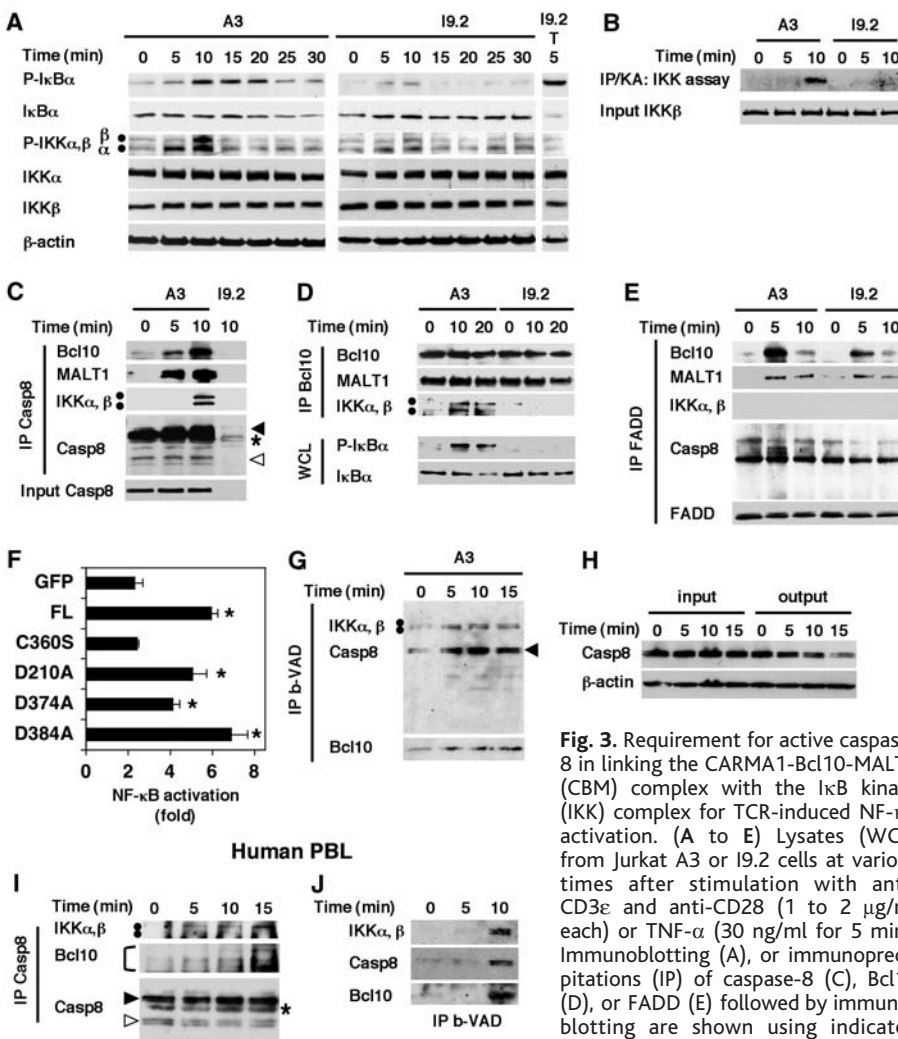 A
A3
I9.2
I9.2
T
Time (min) 0 5 10 15 20 25 30 0 5 10 15 20 25 30 5
P-IκBα
IκBα
P-IKKα,β β α
IKKα
IKKβ
β-actin
B
A3 I9.2
Time (min) 0 5 10 0 5 10
IP/KA: IKK assay
Input IKKβ
C
A3 I9.2
Time (min) 0 5 10 10
IP Casp8
Bcl10
MALT1
IKKα, β
Casp8
*
Input Casp8
D
A3 I9.2
Time (min) 0 10 20 0 10 20
IP Bcl10
Bcl10
MALT1
IKKα, β
WCL
P-IκBα
IκBα
E
A3 I9.2
Time (min) 0 5 10 0 5 10
IP FADD
Bcl10
MALT1
IKKα, β
Casp8
FADD
F
GFP
FL *
C360S
D210A *
D374A *
D384A *
0 2 4 6 8
NF-κB activation
(fold)
G
A3
Time (min) 0 5 10 15
IP b-VAD
IKKα, β
Casp8
Bcl10
H
input output
Time (min) 0 5 10 15 0 5 10 15
Casp8
β-actin
Human PBL
I
Time (min) 0 5 10 15
IP Casp8
IKKα,β
Bcl10
Casp8
*
J
Time (min) 0 5 10
IKKα, β
Casp8
Bcl10
IP b-VAD
Fig. 3. Requirement for active caspas
8 in linking the CARMA1-Bcl10-MALT
(CBM) complex with the IκB kina
(IKK) complex for TCR-induced NF-κ
activation. (A to E) Lysates (WC
from Jurkat A3 or I9.2 cells at vario
times after stimulation with ant
CD3ε and anti-CD28 (1 to 2 μg/m
each) or TNF-α (30 ng/ml for 5 min
Immunoblotting (A), or immunopreс
pitations (IP) of caspase-8 (C), Bcl1
(D), or FADD (E) followed by immun
blotting are shown using indicate